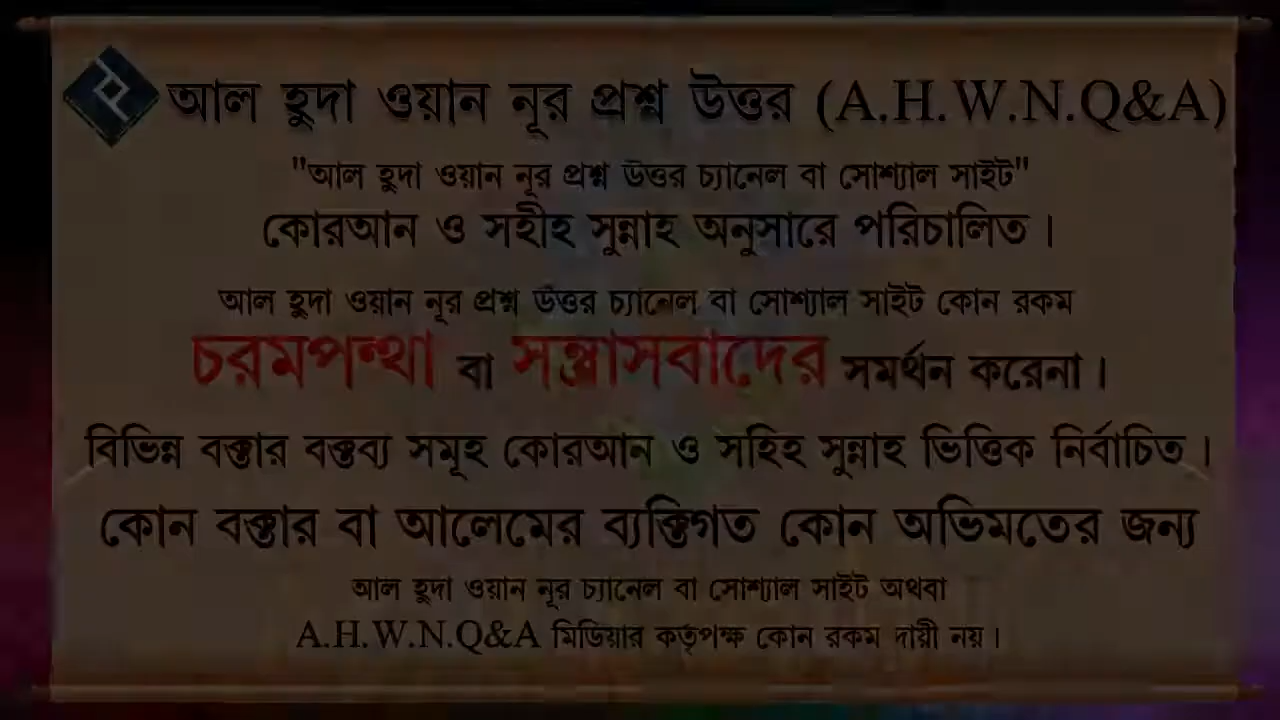 আল হুদা ওয়ান নূর প্রশ্ন উত্তর (A.H.W.N.Q&A)
"আল হুদা ওয়ান নূর প্রশ্ন উত্তর চ্যানেল বা সোশ্যাল সাইট"
কোরআন ও সহীহ সুন্নাহ অনুসারে পরিচালিত ।
আল হুদা ওয়ান নূর প্রশ্ন উত্তর চ্যানেল বা সোশ্যাল সাইট কোন রকম
চরমপন্থা বা সন্ত্রাসবাদের সমর্থন করেনা ।
বিভিন্ন বক্তার বক্তব্য সমূহ কোরআন ও সহিহ সুন্নাহ ভিত্তিক নির্বাচিত ।
কোন বক্তার বা আলেমের ব্যক্তিগত কোন অভিমতের জন্য
আল হুদা ওয়ান নূর চ্যানেল বা সোশ্যাল সাইট অথবা
A.H.W.N.Q&A মিডিয়ার কর্তৃপক্ষ কোন রকম দায়ী নয় ।